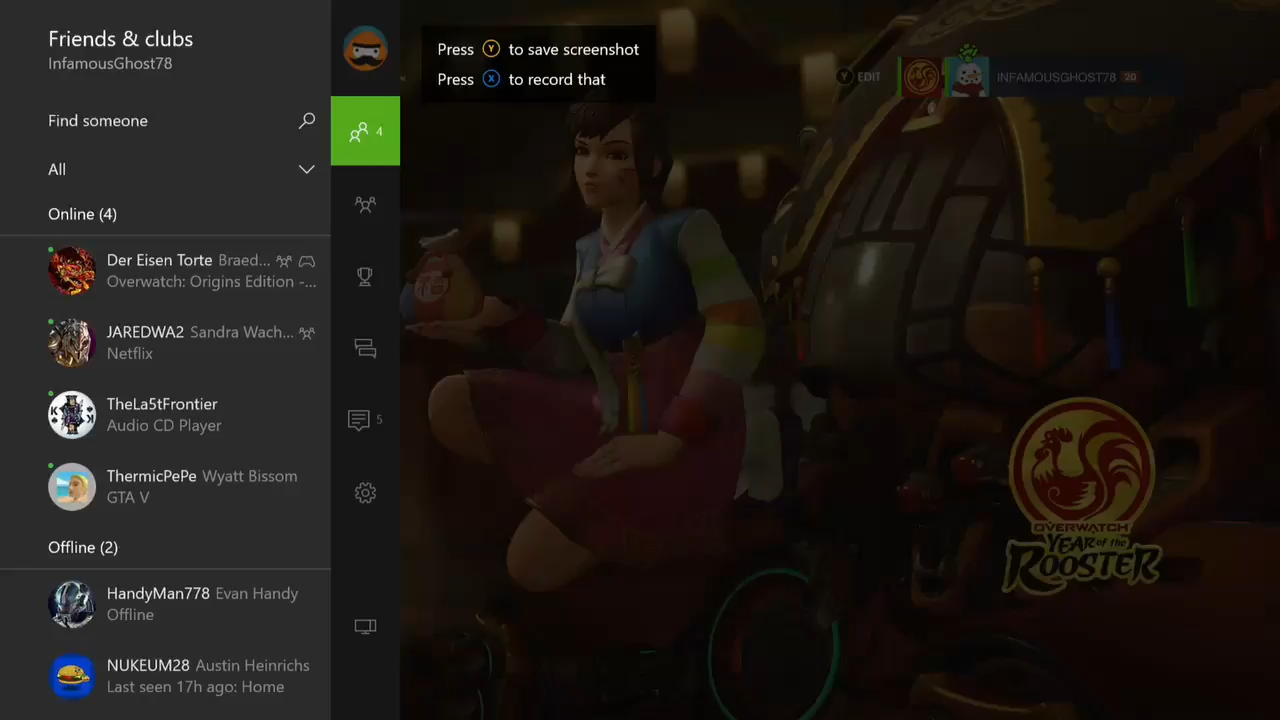 Friends & clubs
InfamousGhost78
Find someone
All
Online (4)
Der Eisen Torte Braed...
Overwatch: Origins Edition -...
JAREDWA2 Sandra Wach...
Netflix
TheLa5tFrontier
Audio CD Player
ThermicPePe Wyatt Bissom
GTA V
Offline (2)
HandyMan778 Evan Handy
Offline
NUKEUM28 Austin Heinrichs
Last seen 17h ago: Home
4
5
Press Y to save screenshot
Press X to record that
Y EDIT
INFAMOUSGHOST78 20
福
OVERWATCH
YEAR of the
ROOSTER